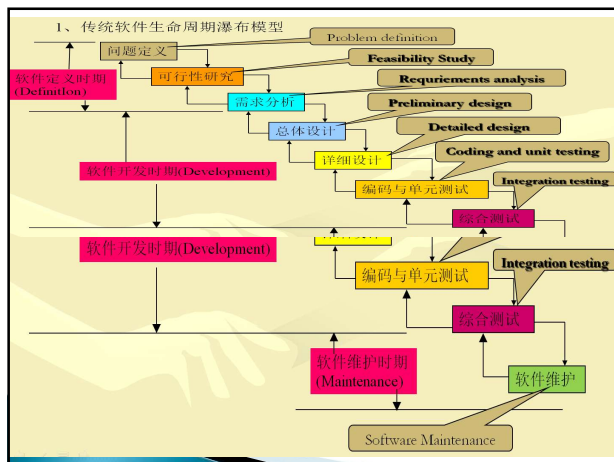 1、传统软件生命周期瀑布模型
问题定义
Problem definition
可行性研究
Feasibility Study
软件定义时期
(Definition)
需求分析
Requriements analysis
总体设计
Preliminary design
详细设计
Detailed design
软件开发时期(Development)
编码与单元测试
Coding and unit testing
综合测试
Integration testing
软件开发时期(Development)
编码与单元测试
Integration testing
综合测试
软件维护时期
(Maintenance)
软件维护
Software Maintenance